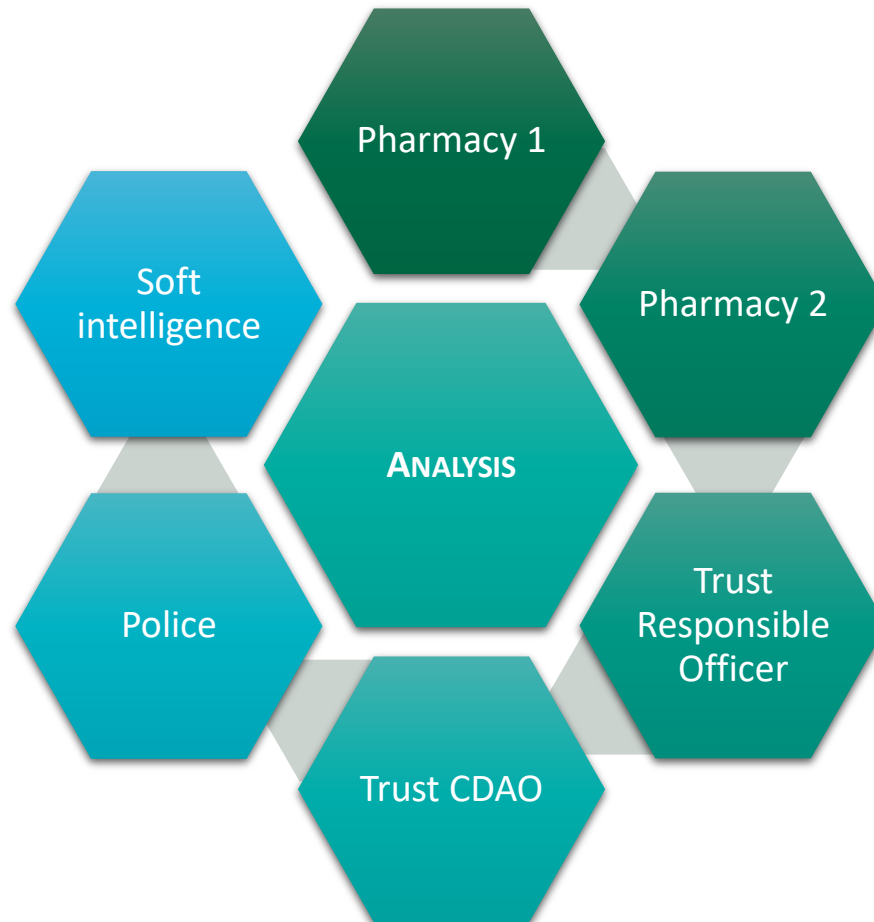 Pharmacy 1
Pharmacy 2
Trust
Responsible
Officer
Trust CDAO
Police
Soft
intelligence
ANALYSIS